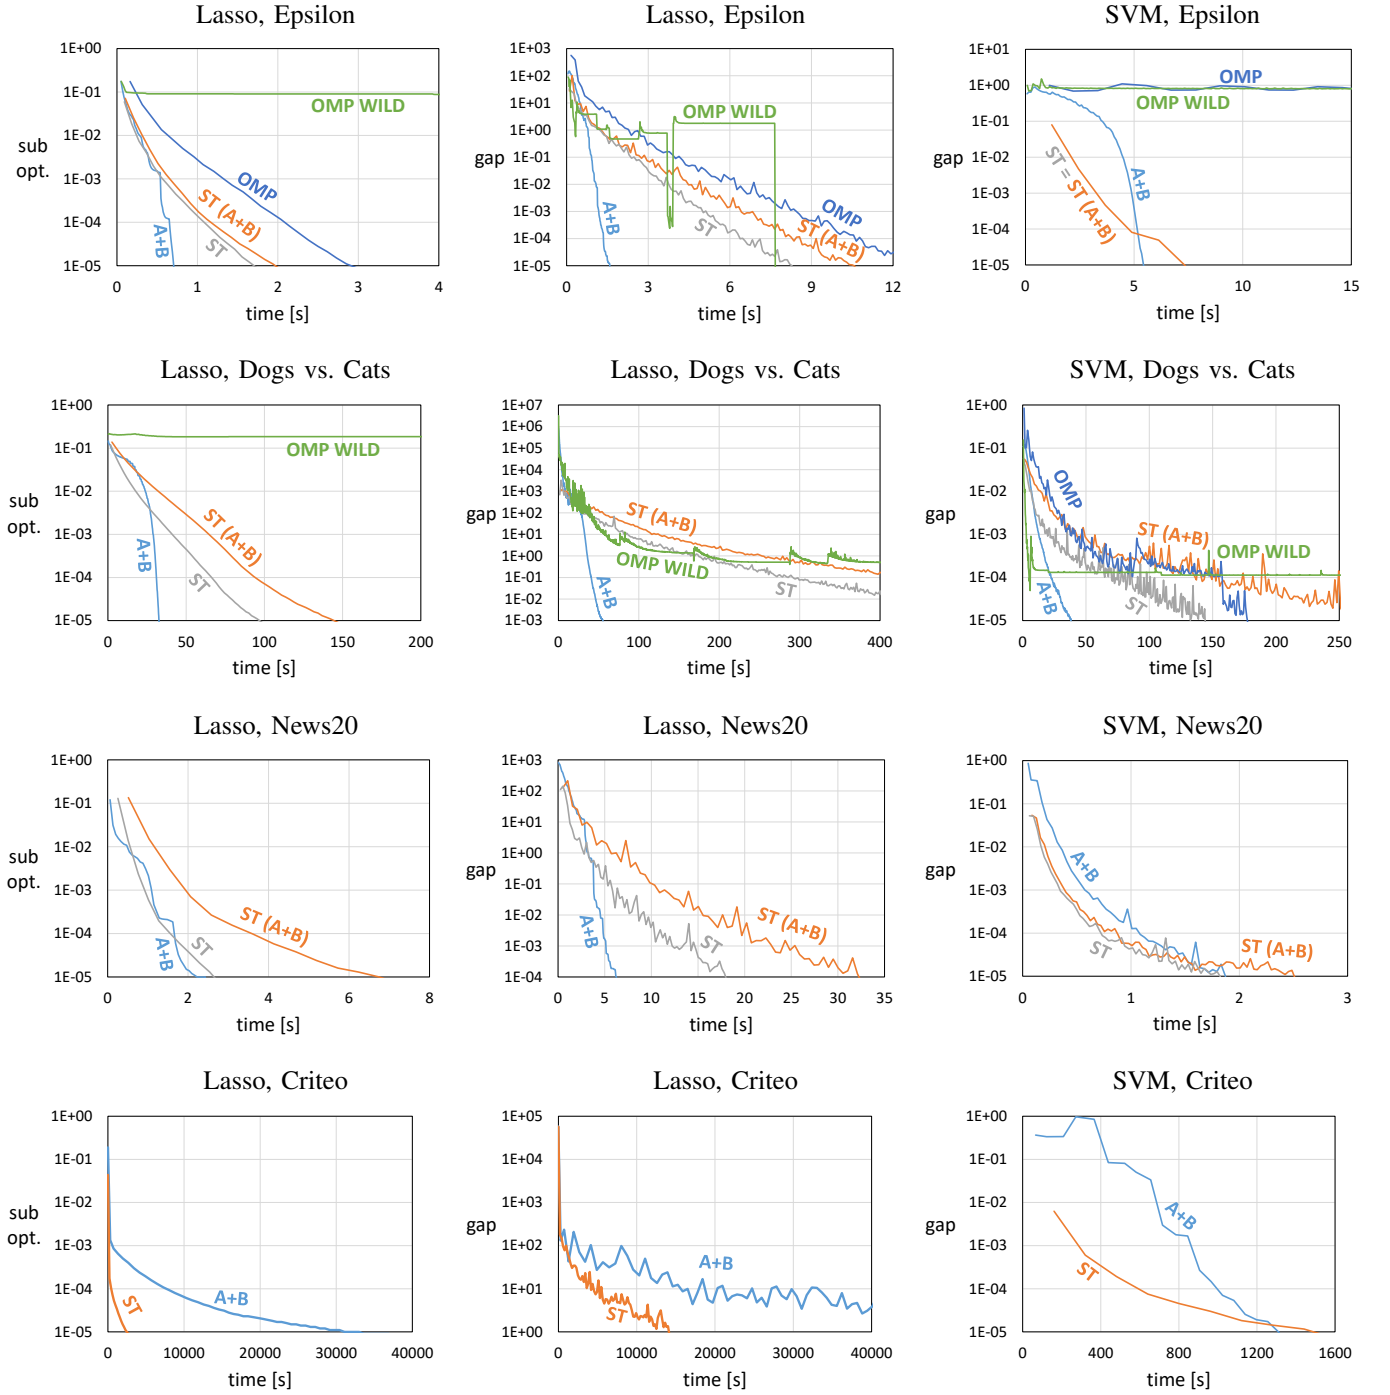 Lasso, Epsilon
1E+00
1E-01
1E-02
1E-03
1E-04
1E-05
sub
opt.
OMP WILD
OMP
ST (A+B)
A+B
ST
0 1 2 3 4
time [s]
Lasso, Epsilon
1E+03
1E+02
1E+01
1E+00
1E-01
1E-02
1E-03
1E-04
1E-05
gap
OMP WILD
A+B
OMP
ST (A+B)
ST
0 3 6 9 12
time [s]
SVM, Epsilon
1E+01
1E+00
1E-01
1E-02
1E-03
1E-04
1E-05
gap
OMP
OMP WILD
ST = ST (A+B)
A+B
5 10 15
time [s]
Lasso, Dogs vs. Cats
1E+00
1E-01
1E-02
1E-03
1E-04
1E-05
sub
opt.
OMP WILD
ST (A+B)
A+B
ST
0 50 100 150 200
time [s]
Lasso, Dogs vs. Cats
1E+07
1E+06
1E+05
1E+04
1E+03
1E+02
1E+01
1E+00
1E-01
1E-02
1E-03
gap
ST (A+B)
OMP WILD
A+B
ST
0 100 200 300 400
time [s]
SVM, Dogs vs. Cats
1E+00
1E-01
1E-02
1E-03
1E-04
1E-05
gap
OMP
ST (A+B)
OMP WILD
A+B
ST
0 50 100 150 200 250
time [s]
Lasso, News20
1E+00
1E-01
1E-02
1E-03
1E-04
1E-05
sub
opt.
ST (A+B)
ST
A+B
0 2 4 6 8
time [s]
Lasso, News20
1E+03
1E+02
1E+01
1E+00
1E-01
1E-02
1E-03
1E-04
gap
ST (A+B)
A+B
ST
0 5 10 15 20 25 30 35
time [s]
SVM, News20
1E+00
1E-01
1E-02
1E-03
1E-04
1E-05
gap
A+B
ST
ST (A+B)
0 1 2 3
time [s]
Lasso, Criteo
1E+00
1E-01
1E-02
1E-03
1E-04
1E-05
sub
opt.
ST
A+B
0 10000 20000 30000 40000
time [s]
Lasso, Criteo
1E+05
1E+04
1E+03
1E+02
1E+01
1E+00
gap
A+B
ST
0 10000 20000 30000 40000
time [s]
SVM, Criteo
1E+00
1E-01
1E-02
1E-03
1E-04
1E-05
gap
A+B
ST
0 400 800 1200 1600
time [s]